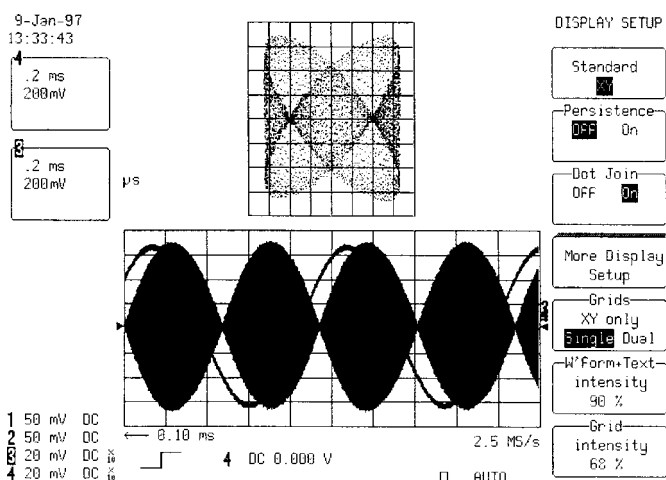 9-Jan-97
13:33:43
4
.2 ms
200mV
3
.2 ms
200mV
µs
1 50 mV DC
2 50 mV DC
3 20 mV DC x10
4 20 mV DC x10
0.10 ms
4 DC 0.000 V
2.5 MS/s
AUTO
DISPLAY SETUP
Standard
XY
Persistence
OFF On
Dot Join
OFF On
More Display
Setup
Grids
XY only
Single Dual
W'form+Text
intensity
90 %
Grid
intensity
68 %